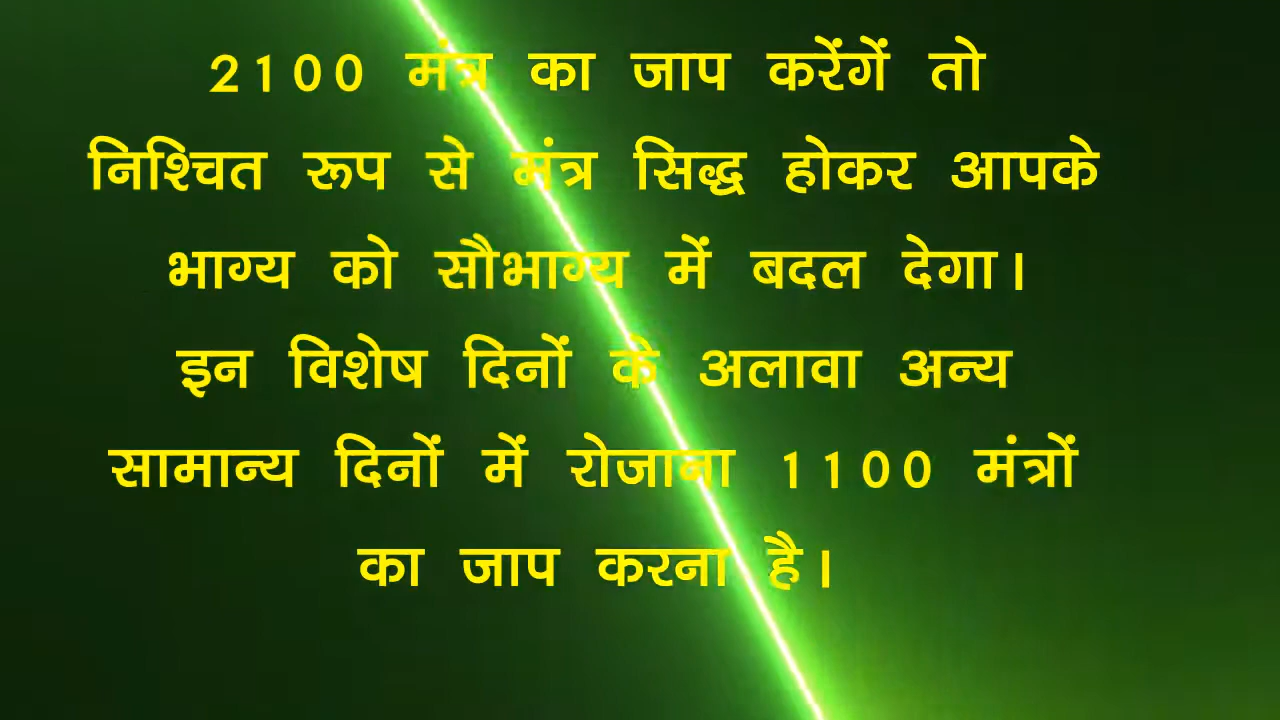 2100 मंत्र का जाप करेंगें तो
निश्चित रूप से मंत्र सिद्ध होकर आपके
भाग्य को सौभाग्य में बदल देगा।
इन विशेष दिनों के अलावा अन्य
सामान्य दिनों में रोजाना 1100 मंत्रों
का जाप करना है।